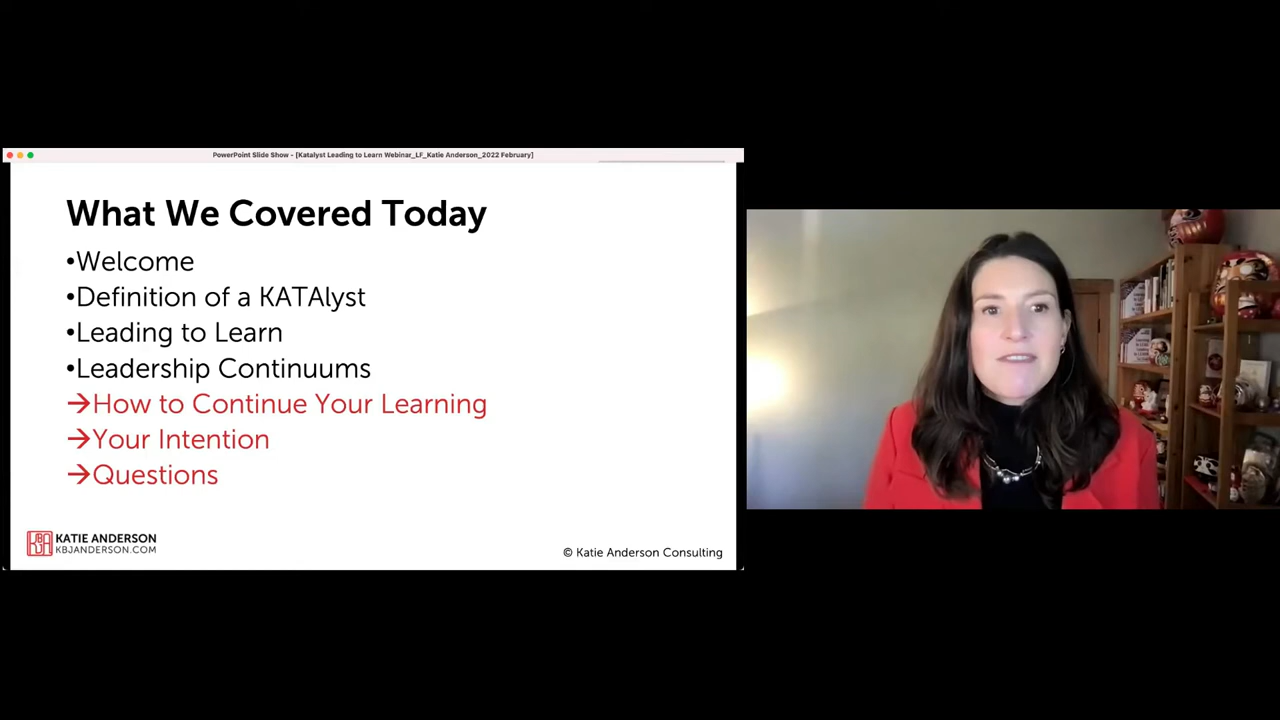 PowerPoint Slide Show - [Katalyst Leading to Learn Webinar_LF_Katie Anderson_2022 February]
What We Covered Today
•Welcome
•Definition of a KATAlyst
•Leading to Learn
•Leadership Continuums
→How to Continue Your Learning
→Your Intention
→Questions
KATIE ANDERSON
KBJANDERSON.COM
© Katie Anderson Consulting